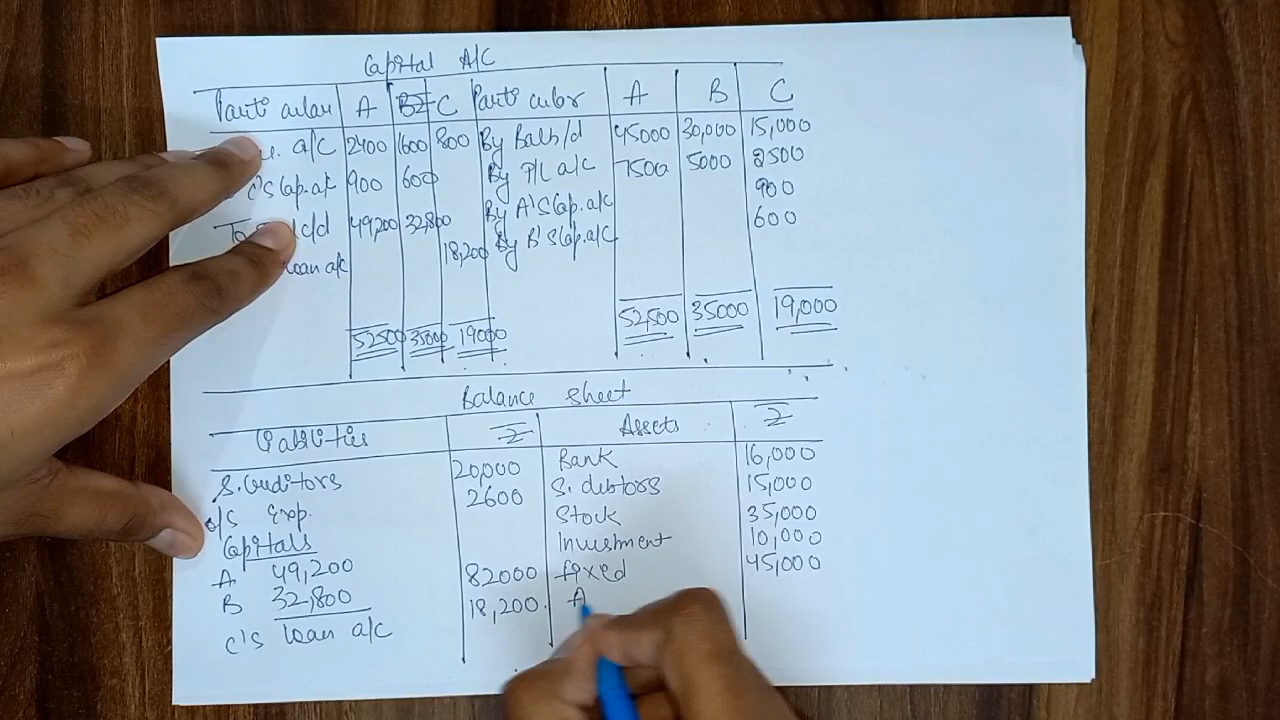 Capital A/C
Particular A B C Particular A B C
a/c 2400 1600 800 By Bal b/d 45000 30,000 15,000
C'S Cap. a/c 900 600 By P/L a/c 7500 5000 2500
To c/d 49,200 32,800 By A'S Cap. a/c 900
loan a/c 18,200 By B'S Cap. a/c 600
52500 35000 19000 52,500 35000 19,000
Balance Sheet
Liabilities ₹ Assets ₹
S. Creditors 20,000 Bank 16,000
o/s Exp. 2600 S. debtors 15,000
Capitals Stock 35,000
A 49,200 Investment 10,000
B 32,800 82000 fixed 45,000
C'S loan a/c 18,200. A